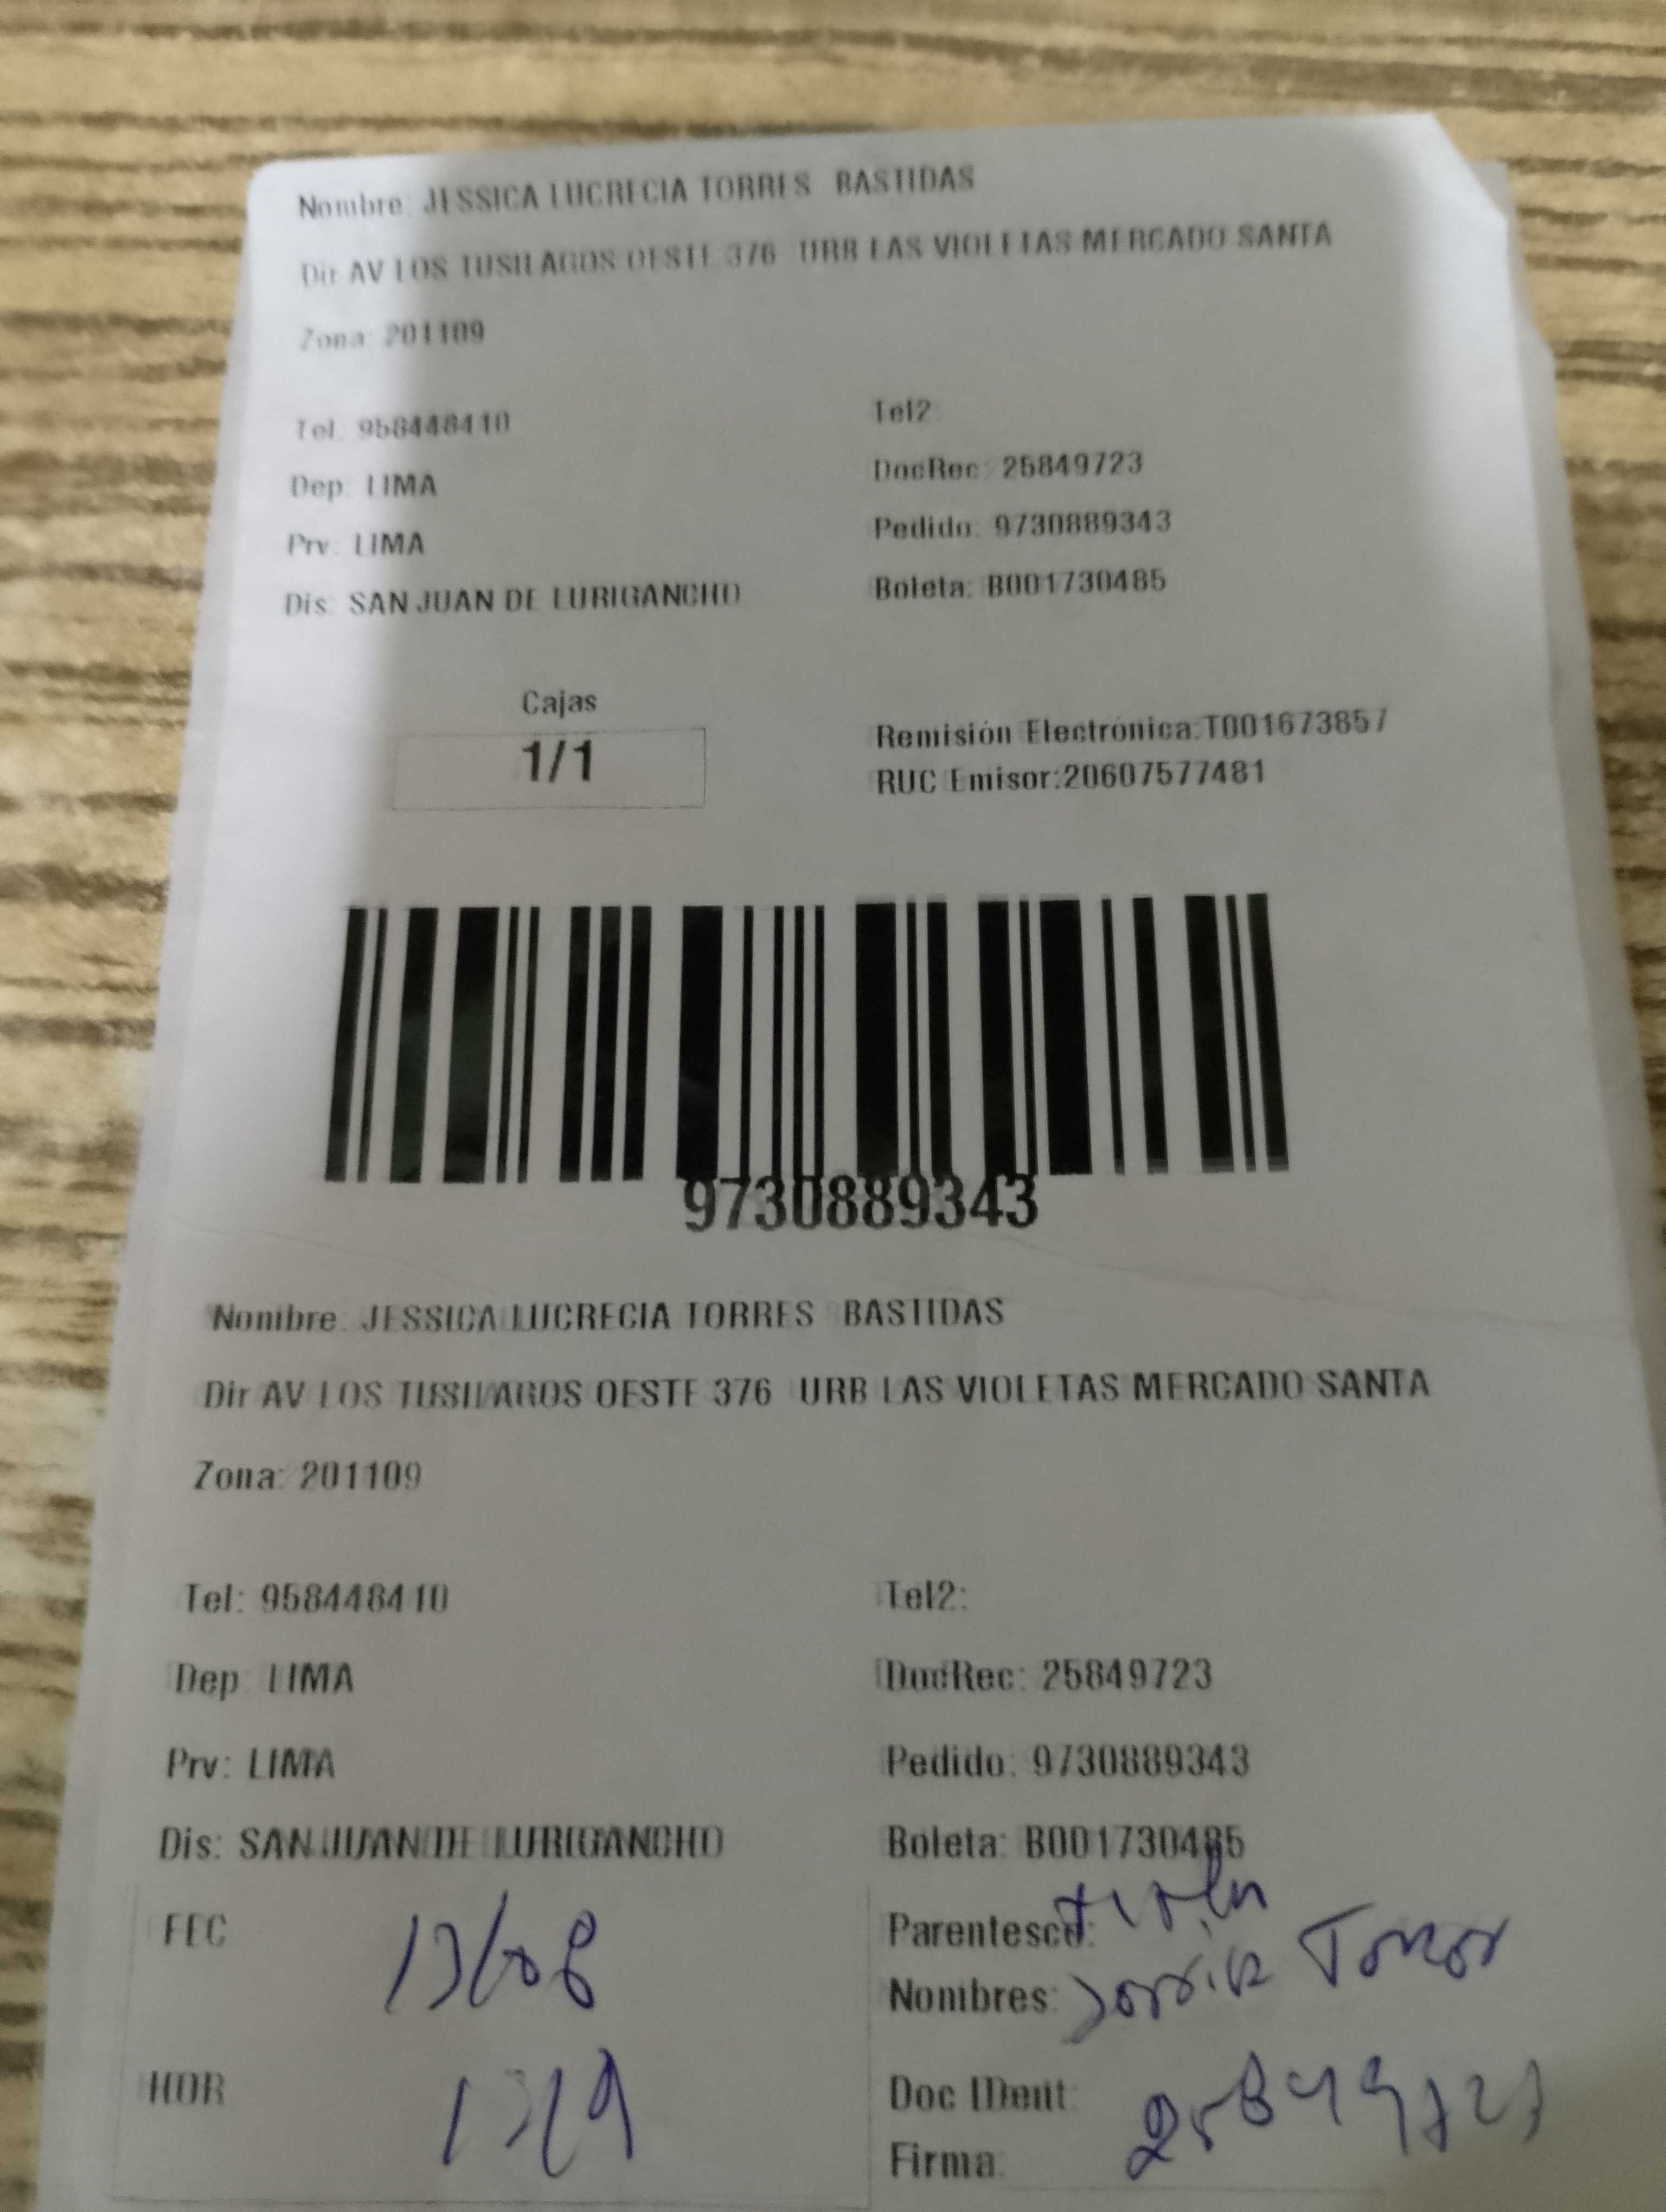 Nombre: JESSICA LUCRECIA TORRES BASTIDAS
Dir AV LOS TUSILAGOS OESTE 376 URB LAS VIOLETAS MERCADO SANTA
Zona: 201109
Tel: 958448410 Tel2:
Dep: LIMA DocRec: 25849723
Prv: LIMA Pedido: 9730889343
Dis: SAN JUAN DE LURIGANCHO Boleta: B001730485
Cajas
1/1
Remisión Electrónica:T001673857
RUC Emisor:20607577481
9730889343
Nombre: JESSICA LUCRECIA TORRES BASTIDAS
Dir AV LOS TUSILAGOS OESTE 376 URB LAS VIOLETAS MERCADO SANTA
Zona: 201109
Tel: 958448410 Tel2:
Dep: LIMA DocRec: 25849723
Prv: LIMA Pedido: 9730889343
Dis: SAN JUAN DE LURIGANCHO Boleta: B001730485
FEC 13/08 Parentesco:
Nombres: Jessica Torres
HOR Doc IDent: 25849723
Firma: